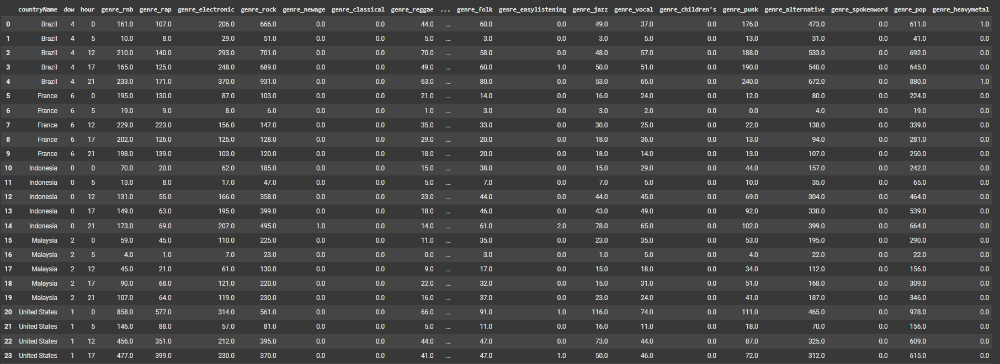 countryName dow hour genre_rnb genre_rap genre_electronic genre_rock genre_newage genre_classical genre_reggae ... genre_folk genre_easylistening genre_jazz genre_vocal genre_children's genre_punk genre_alternative genre_spokenword genre_pop genre_heavymetal
0 Brazil 4 0 161.0 107.0 206.0 666.0 0.0 0.0 44.0 ... 60.0 0.0 49.0 37.0 0.0 176.0 473.0 0.0 611.0 1.0
1 Brazil 4 5 10.0 8.0 29.0 51.0 0.0 0.0 5.0 ... 3.0 0.0 3.0 5.0 0.0 13.0 31.0 0.0 41.0 0.0
2 Brazil 4 12 210.0 140.0 293.0 701.0 0.0 0.0 70.0 ... 58.0 0.0 48.0 57.0 0.0 188.0 533.0 0.0 692.0 0.0
3 Brazil 4 17 165.0 125.0 248.0 689.0 0.0 0.0 49.0 ... 60.0 1.0 50.0 51.0 0.0 190.0 540.0 0.0 645.0 0.0
4 Brazil 4 21 233.0 171.0 370.0 931.0 0.0 0.0 63.0 ... 80.0 0.0 53.0 65.0 0.0 240.0 672.0 0.0 880.0 1.0
5 France 6 0 195.0 130.0 87.0 103.0 0.0 0.0 21.0 ... 14.0 0.0 16.0 24.0 0.0 12.0 80.0 0.0 224.0 0.0
6 France 6 5 19.0 9.0 8.0 6.0 0.0 0.0 1.0 ... 3.0 0.0 3.0 2.0 0.0 0.0 4.0 0.0 19.0 0.0
7 France 6 12 229.0 223.0 156.0 147.0 0.0 0.0 35.0 ... 33.0 0.0 30.0 25.0 0.0 22.0 138.0 0.0 339.0 0.0
8 France 6 17 202.0 126.0 125.0 128.0 0.0 0.0 29.0 ... 20.0 0.0 18.0 36.0 0.0 13.0 94.0 0.0 281.0 0.0
9 France 6 21 198.0 139.0 103.0 120.0 0.0 0.0 18.0 ... 20.0 0.0 18.0 14.0 0.0 13.0 107.0 0.0 250.0 0.0
10 Indonesia 0 0 70.0 20.0 62.0 185.0 0.0 0.0 15.0 ... 38.0 0.0 15.0 29.0 0.0 44.0 157.0 0.0 242.0 0.0
11 Indonesia 0 5 13.0 8.0 17.0 47.0 0.0 0.0 5.0 ... 7.0 0.0 7.0 5.0 0.0 10.0 35.0 0.0 65.0 0.0
12 Indonesia 0 12 131.0 55.0 166.0 358.0 0.0 0.0 23.0 ... 44.0 0.0 44.0 45.0 0.0 69.0 304.0 0.0 464.0 0.0
13 Indonesia 0 17 149.0 63.0 195.0 399.0 0.0 0.0 18.0 ... 46.0 0.0 43.0 49.0 0.0 92.0 330.0 0.0 539.0 0.0
14 Indonesia 0 21 173.0 69.0 207.0 495.0 1.0 0.0 14.0 ... 61.0 2.0 78.0 65.0 0.0 102.0 399.0 0.0 664.0 0.0
15 Malaysia 2 0 59.0 45.0 110.0 225.0 0.0 0.0 11.0 ... 35.0 0.0 23.0 35.0 0.0 53.0 195.0 0.0 290.0 0.0
16 Malaysia 2 5 4.0 1.0 7.0 23.0 0.0 0.0 0.0 ... 3.0 0.0 1.0 5.0 0.0 4.0 22.0 0.0 22.0 0.0
17 Malaysia 2 12 45.0 21.0 61.0 130.0 0.0 0.0 9.0 ... 17.0 0.0 15.0 18.0 0.0 34.0 112.0 0.0 156.0 0.0
18 Malaysia 2 17 90.0 68.0 121.0 220.0 0.0 0.0 22.0 ... 32.0 0.0 15.0 31.0 0.0 51.0 168.0 0.0 309.0 0.0
19 Malaysia 2 21 107.0 64.0 119.0 230.0 0.0 0.0 16.0 ... 37.0 0.0 23.0 24.0 0.0 41.0 187.0 0.0 346.0 0.0
20 United States 1 0 858.0 577.0 314.0 561.0 0.0 0.0 66.0 ... 91.0 1.0 116.0 74.0 0.0 111.0 465.0 0.0 978.0 0.0
21 United States 1 5 146.0 88.0 57.0 81.0 0.0 0.0 5.0 ... 11.0 0.0 16.0 11.0 0.0 18.0 70.0 0.0 156.0 0.0
22 United States 1 12 456.0 351.0 212.0 395.0 0.0 0.0 44.0 ... 47.0 0.0 73.0 44.0 0.0 87.0 325.0 0.0 609.0 0.0
23 United States 1 17 477.0 399.0 230.0 370.0 0.0 0.0 41.0 ... 47.0 1.0 50.0 46.0 0.0 72.0 312.0 0.0 615.0 0.0